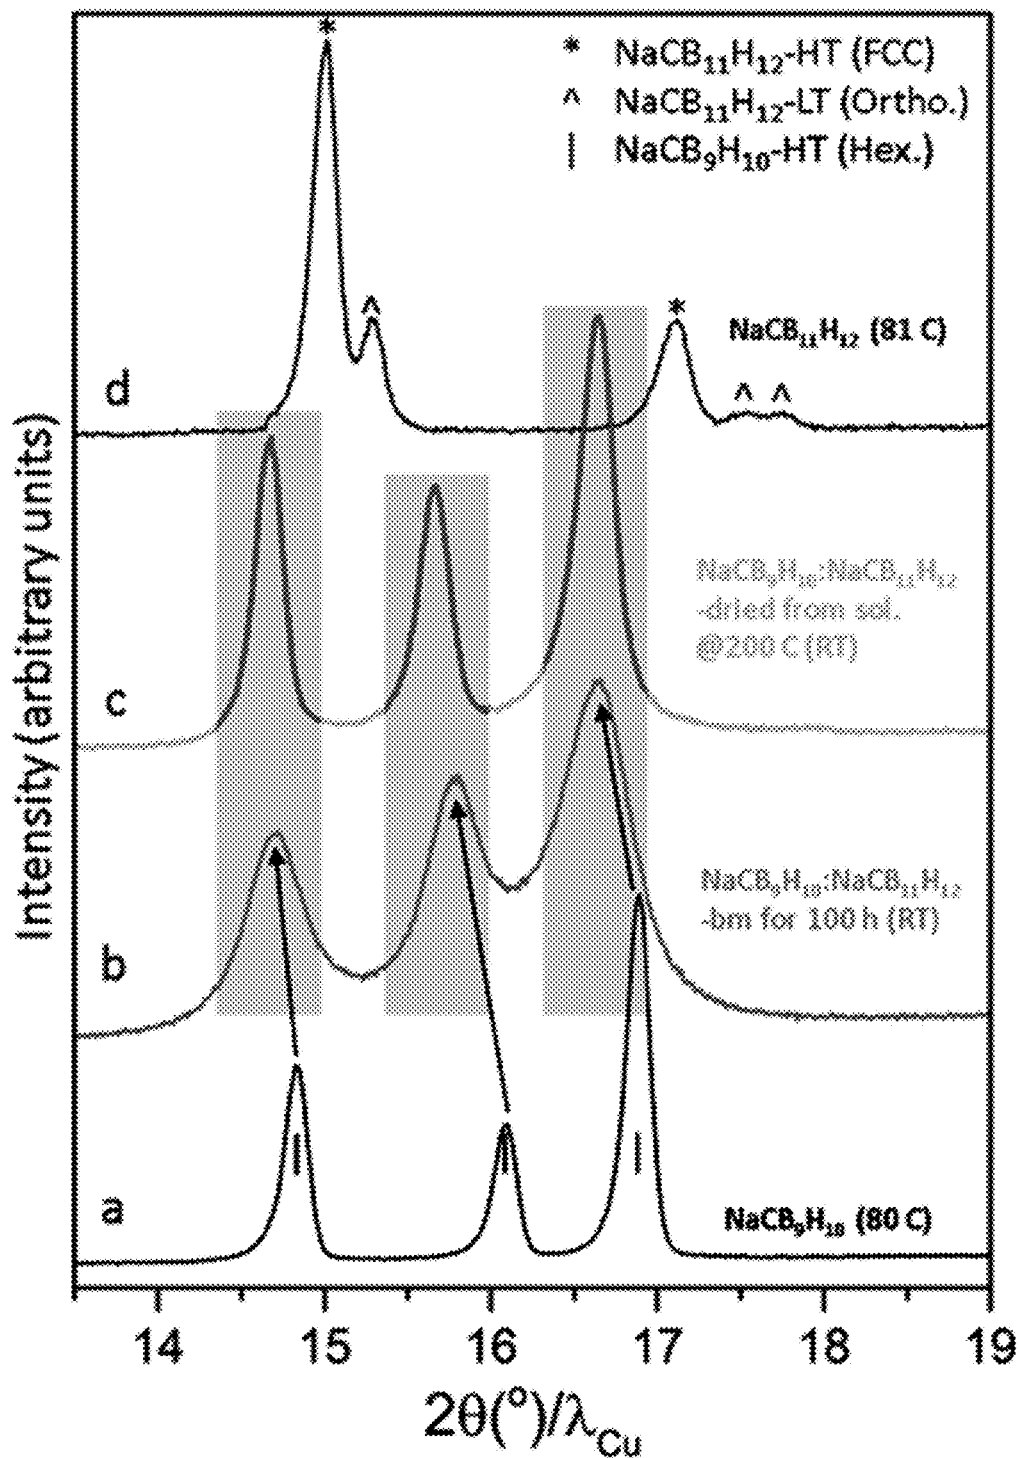 * NaCB₁₁H₁₂-HT (FCC)
^ NaCB₁₁H₁₂-LT (Ortho.)
| NaCB₉H₁₀-HT (Hex.)
*
^
*
^ ^
NaCB₁₁H₁₂ (81 C)
d
NaCB₉H₁₀:NaCB₁₁H₁₂
-dried from sol.
@200 C (RT)
c
NaCB₉H₁₀:NaCB₁₁H₁₂
-bm for 100 h (RT)
b
a
NaCB₉H₁₀ (80 C)
Intensity (arbitrary units)
14 15 16 17 18 19
2θ(°)/λCu